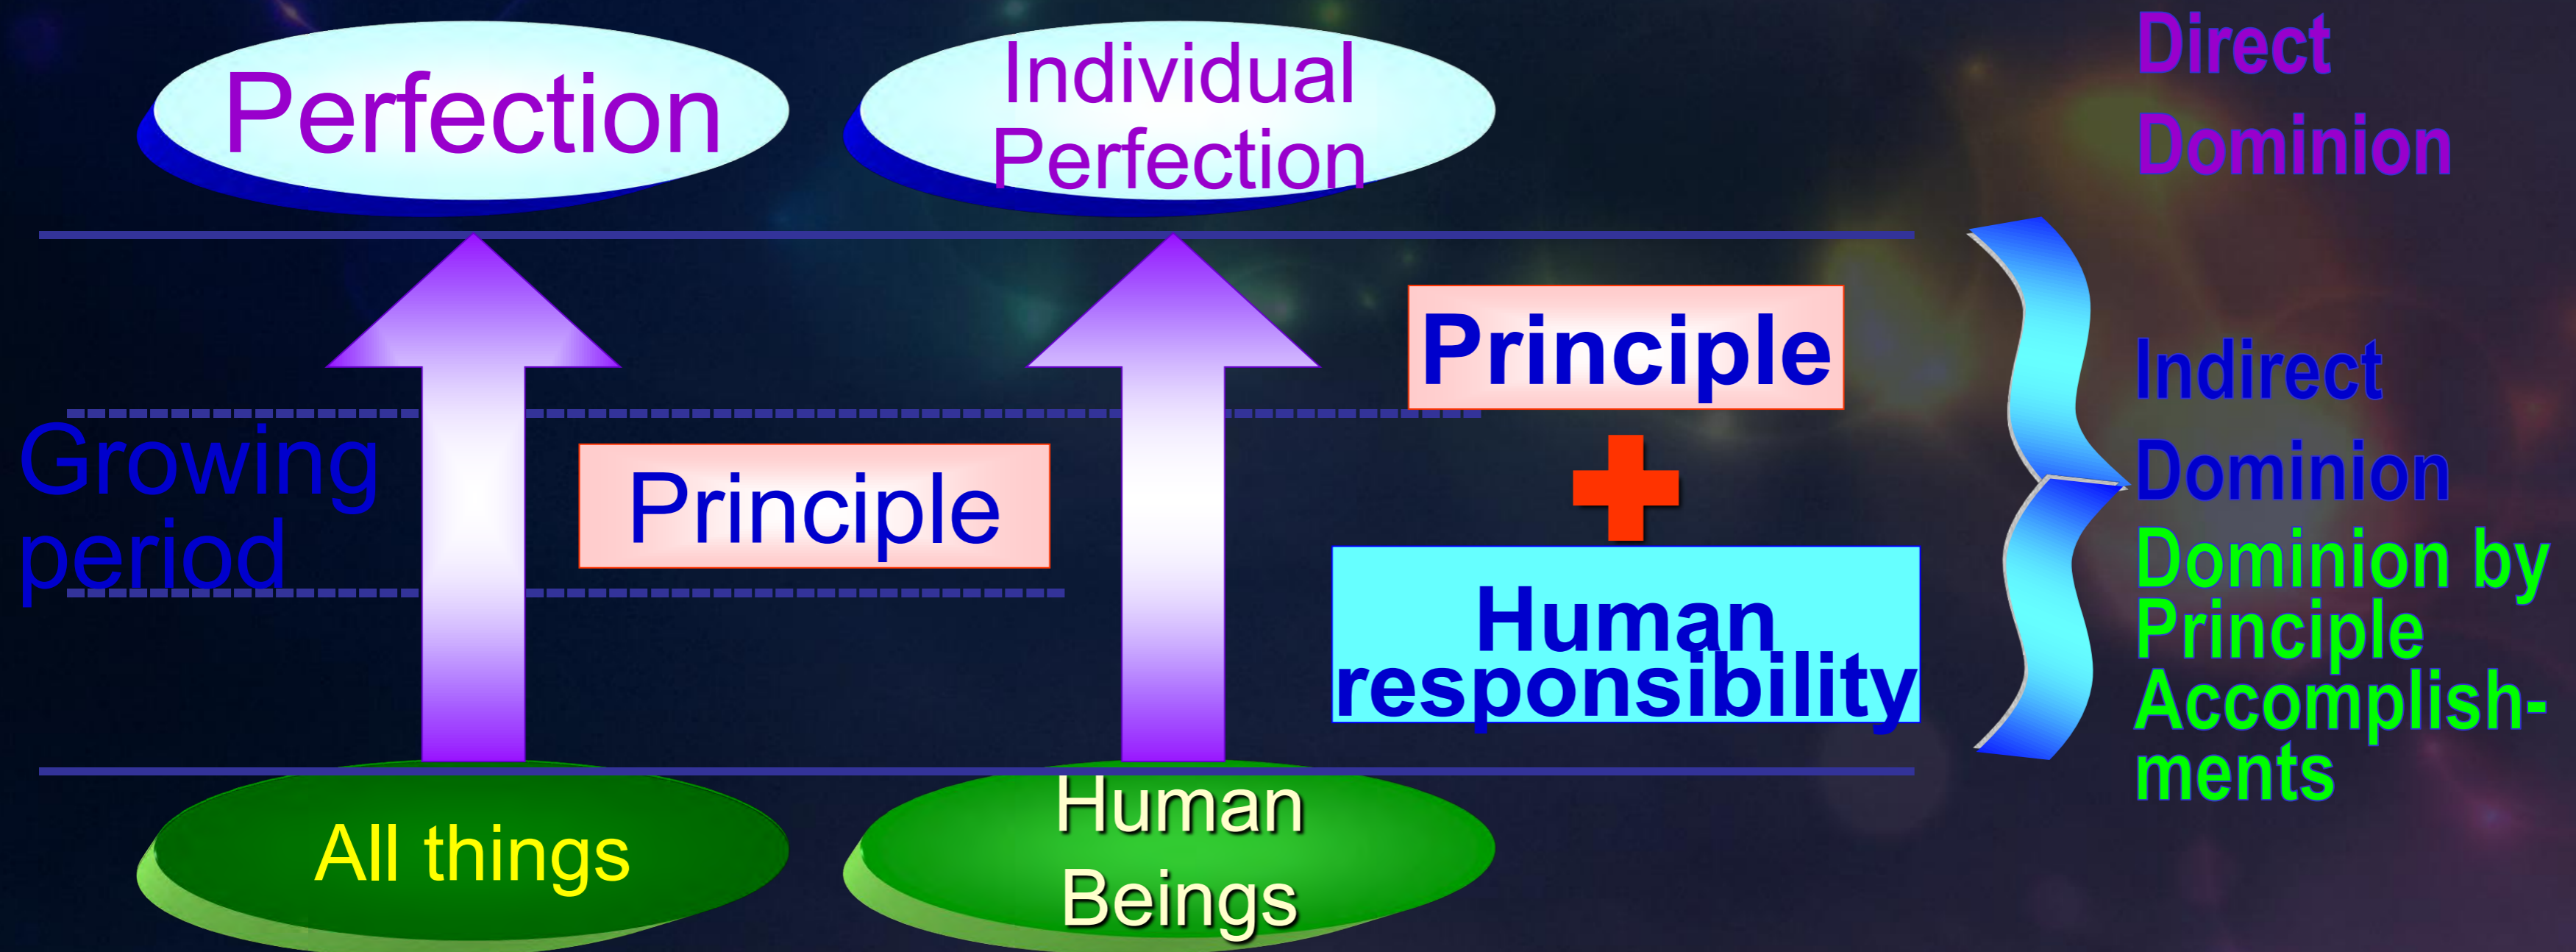 Perfection
Individual
Perfection
Direct
Dominion
Growing
period
Principle
Principle
Human
responsibility
Indirect
Dominion
Dominion by
Principle
Accomplish-
ments
All things
Human
Beings